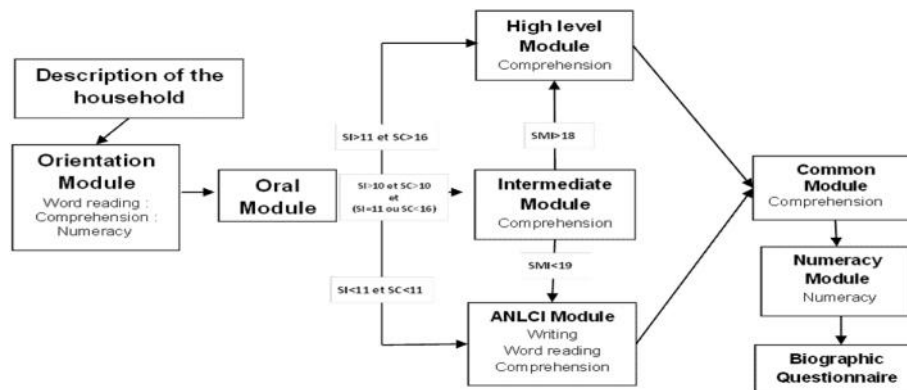 Description of the
household
Orientation
Module
Word reading :
Comprehension :
Numeracy
Oral
Module
SI>11 et SC>16
SI>10 et SC>10
et
(SI=11 ou SC<16)
SI<11 et SC<11
High level
Module
Comprehension
SMI>18
Intermediate
Module
Comprehension
SMI<19
ANLCI Module
Writing
Word reading
Comprehension
Common
Module
Comprehension
Numeracy
Module
Numeracy
Biographic
Questionnaire